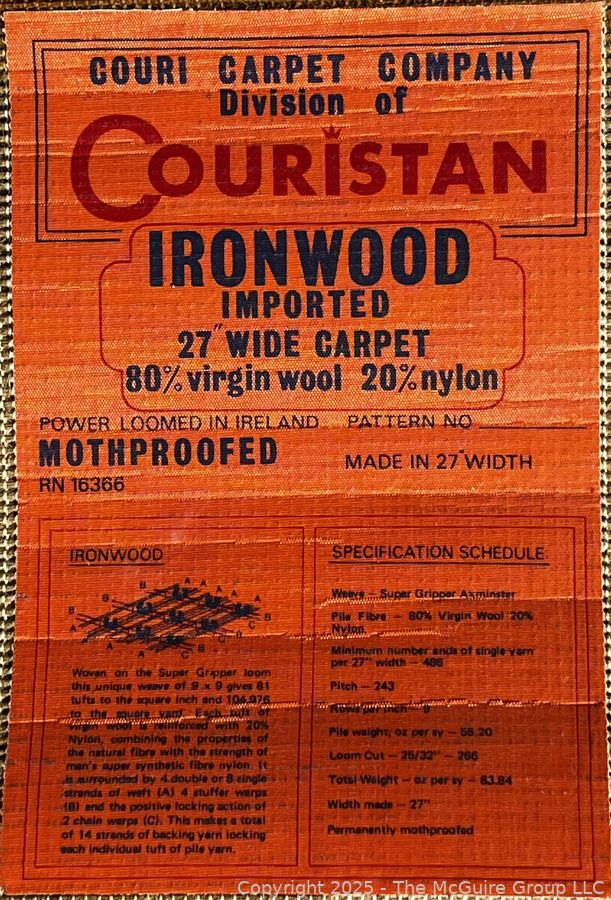 COURI CARPET COMPANY
Division of
COURISTAN
IRONWOOD
IMPORTED
27" WIDE CARPET
80% virgin wool 20% nylon
POWER LOOMED IN IRELAND PATTERN NO
MOTHPROOFED
MADE IN 27" WIDTH
RN 16366
IRONWOOD
B A A A
B A
B A
A B
A B
A C
C B
Woven on the Super Gripper loom
this unique weave of 9 x 9 gives 81
tufts to the square inch and 104,976
to the square yard. Each tuft of
virgin wool is reinforced with 20%
Nylon, combining the properties of
the natural fibre with the strength of
man's super synthetic fibre nylon. It
is surrounded by 4 double or 8 single
strands of weft (A) 4 stuffer warps
(B) and the positive locking action of
2 chain warps (C). This makes a total
of 14 strands of backing yarn locking
each individual tuft of pile yarn.
SPECIFICATION SCHEDULE.
Weave – Super Gripper Axminster
Pile Fibre – 80% Virgin Wool 20%
Nylon
Minimum number ends of single yarn
per 27" width – 486
Pitch – 243
Rows per inch – 9
Pile weight, oz per sy – 58.20
Loom Cut – 25/32" – 266
Total Weight – oz per sy – 83.84
Width made – 27"
Permanently mothproofed
Copyright 2025 - The McGuire Group LLC